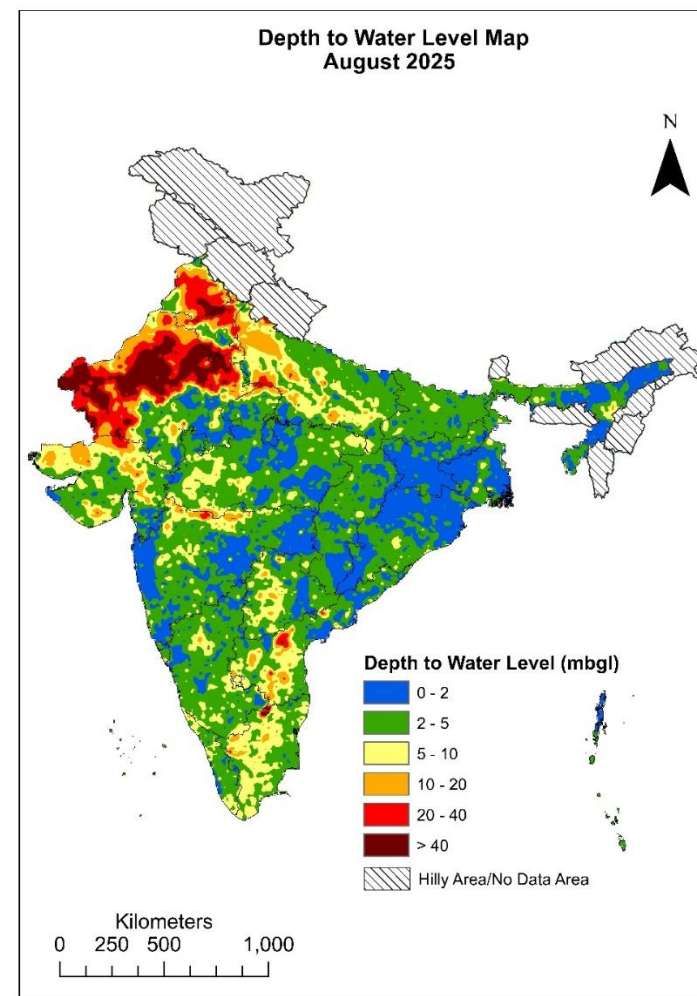 Depth to Water Level Map
August 2025
N
Depth to Water Level (mbgl)
0 - 2
2 - 5
5 - 10
10 - 20
20 - 40
> 40
Hilly Area/No Data Area
Kilometers
0 250 500 1,000